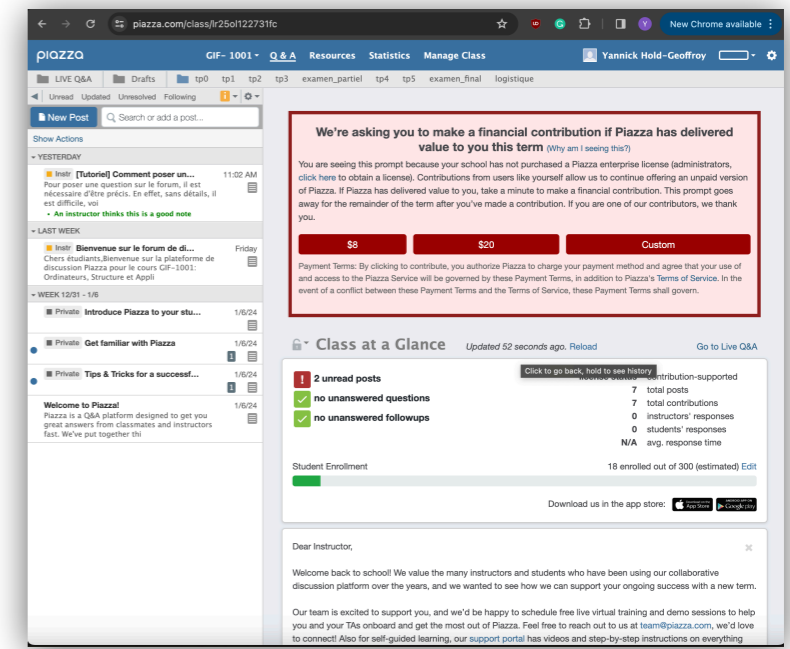 piazza.com/class/lr25ol122731fc
New Chrome available
piazza
GIF- 1001
Q & A
Resources
Statistics
Manage Class
Yannick Hold-Geoffroy
LIVE Q&A
Drafts
tp0
tp1
tp2
tp3
examen_partiel
tp4
tp5
examen_final
logistique
Unread
Updated
Unresolved
Following
New Post
Search or add a post...
Show Actions
YESTERDAY
Instr [Tutoriel] Comment poser un... 11:02 AM
Pour poser une question sur le forum, il est
nécessaire d'être précis. En effet, sans détails, il
est difficile, voi
• An instructor thinks this is a good note
LAST WEEK
Instr Bienvenue sur le forum de di... Friday
Chers étudiants,Bienvenue sur la plateforme de
discussion Piazza pour le cours GIF-1001:
Ordinateurs, Structure et Appli
WEEK 12/31 - 1/6
Private Introduce Piazza to your stu... 1/6/24
Private Get familiar with Piazza 1/6/24
1
Private Tips & Tricks for a successf... 1/6/24
1
Welcome to Piazza! 1/6/24
Piazza is a Q&A platform designed to get you
great answers from classmates and instructors
fast. We've put together thi
We're asking you to make a financial contribution if Piazza has delivered
value to you this term (Why am I seeing this?)
You are seeing this prompt because your school has not purchased a Piazza enterprise license (administrators,
click here to obtain a license). Contributions from users like yourself allow us to continue offering an unpaid version
of Piazza. If Piazza has delivered value to you, take a minute to make a financial contribution. This prompt goes
away for the remainder of the term after you've made a contribution. If you are one of our contributors, we thank
you.
$8
$20
Custom
Payment Terms: By clicking to contribute, you authorize Piazza to charge your payment method and agree that your use of
and access to the Piazza Service will be governed by these Payment Terms, in addition to Piazza's Terms of Service. In the
event of a conflict between these Payment Terms and the Terms of Service, these Payment Terms shall govern.
Class at a Glance
Updated 52 seconds ago. Reload
Go to Live Q&A
Click to go back, hold to see history
2 unread posts
no unanswered questions
no unanswered followups
license status contribution-supported
7 total posts
7 total contributions
0 instructors' responses
0 students' responses
N/A avg. response time
Student Enrollment
18 enrolled out of 300 (estimated) Edit
Download us in the app store:
App Store
Google play
Dear Instructor,
Welcome back to school! We value the many instructors and students who have been using our collaborative
discussion platform over the years, and we wanted to see how we can support your ongoing success with a new term.
Our team is excited to support you, and we'd be happy to schedule free live virtual training and demo sessions to help
you and your TAs onboard and get the most out of Piazza. Feel free to reach out to us at team@piazza.com, we'd love
to connect! Also for self-guided learning, our support portal has videos and step-by-step instructions on everything